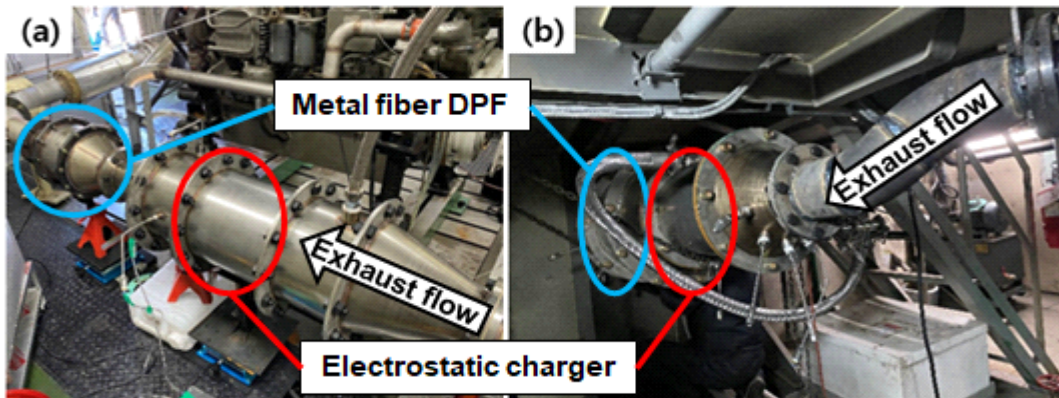 (a)
(b)
Metal fiber DPF
Exhaust flow
Exhaust flow
Electrostatic charger